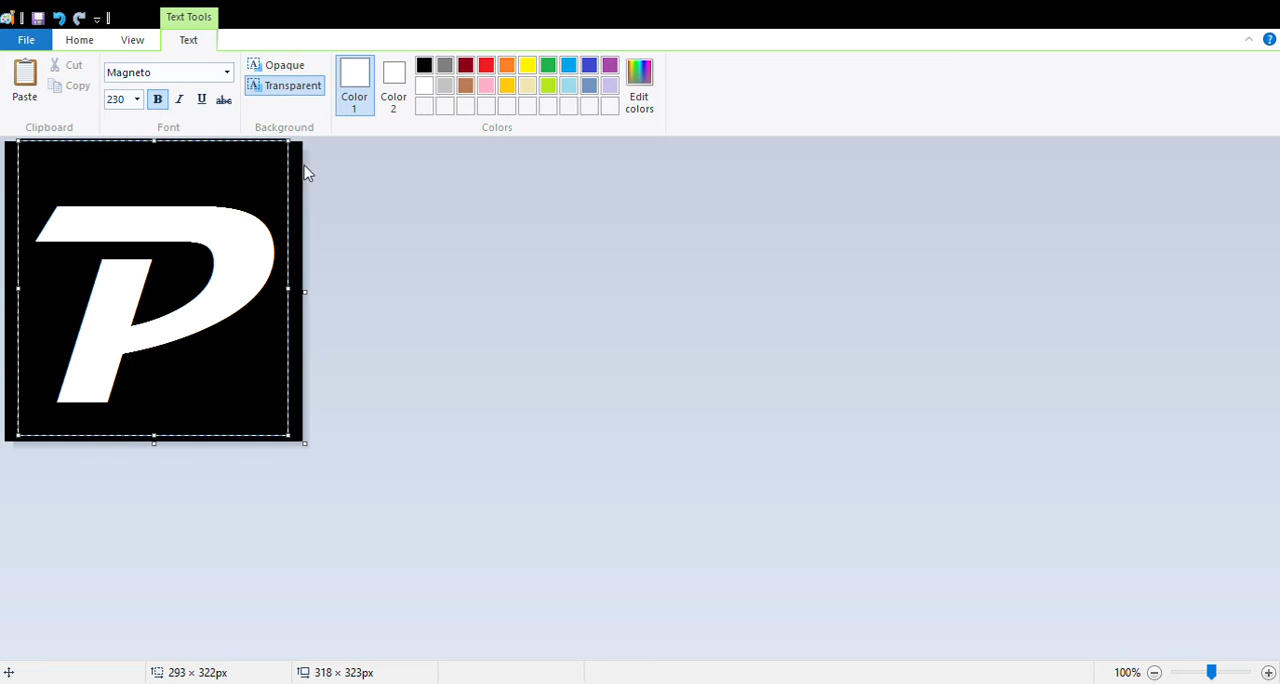 Text Tools
File Home View Text
Paste Cut Copy Magneto 230 B I U abc Opaque Transparent Color 1 Color 2 Edit colors
Clipboard Font Background Colors
P
293 × 322px 318 × 323px 100%